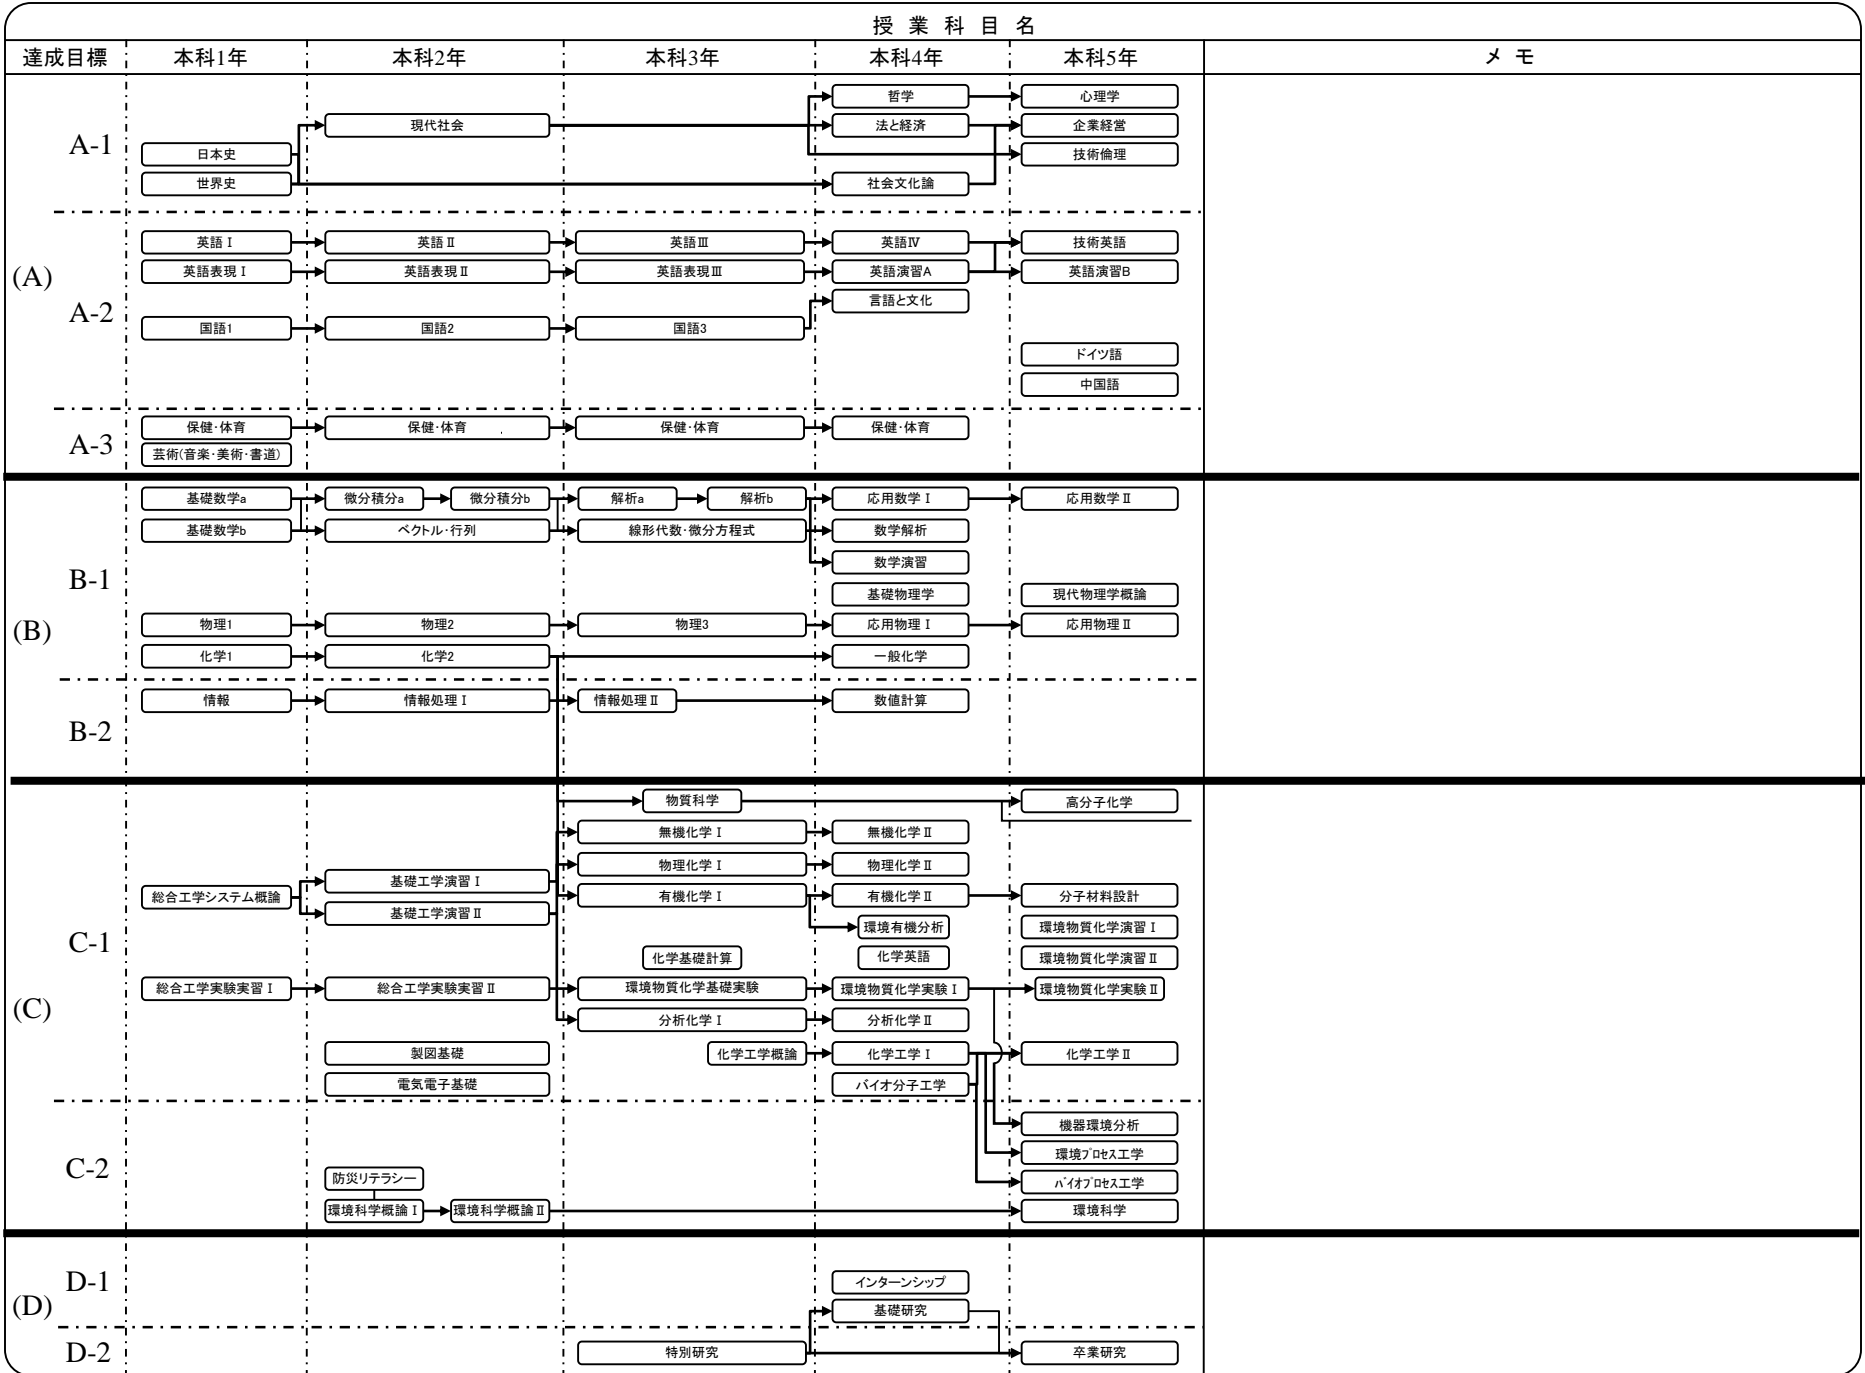 授業科目名
達成目標 本科1年 本科2年 本科3年 本科4年 本科5年 メモ
哲学 心理学
現代社会 法と経済 企業経営
A-1
日本史 技術倫理
世界史 社会文化論
英語Ⅰ 英語Ⅱ 英語Ⅲ 英語Ⅳ 技術英語
英語表現Ⅰ 英語表現Ⅱ 英語表現Ⅲ 英語演習A 英語演習B
(A)
言語と文化
A-2
国語1 国語2 国語3
ドイツ語
中国語
保健・体育 保健・体育 保健・体育 保健・体育
A-3
芸術(音楽・美術・書道)
基礎数学a 微分積分a 微分積分b 解析a 解析b 応用数学Ⅰ 応用数学Ⅱ
基礎数学b ベクトル・行列 線形代数・微分方程式 数学解析
数学演習
B-1
基礎物理学 現代物理学概論
(B)
物理1 物理2 物理3 応用物理Ⅰ 応用物理Ⅱ
化学1 化学2 一般化学
情報 情報処理Ⅰ 情報処理Ⅱ 数値計算
B-2
物質科学 高分子化学
無機化学Ⅰ 無機化学Ⅱ
物理化学Ⅰ 物理化学Ⅱ
基礎工学演習Ⅰ
総合工学システム概論 有機化学Ⅰ 有機化学Ⅱ 分子材料設計
基礎工学演習Ⅱ
環境有機分析 環境物質化学演習Ⅰ
C-1
化学基礎計算 化学英語 環境物質化学演習Ⅱ
総合工学実験実習Ⅰ 総合工学実験実習Ⅱ 環境物質化学基礎実験 環境物質化学実験Ⅰ 環境物質化学実験Ⅱ
(C)
分析化学Ⅰ 分析化学Ⅱ
製図基礎 化学工学概論 化学工学Ⅰ 化学工学Ⅱ
電気電子基礎 バイオ分子工学
機器環境分析
環境プロセス工学
C-2
防災リテラシー
バイオプロセス工学
環境科学概論Ⅰ 環境科学概論Ⅱ 環境科学
D-1
インターンシップ
(D)
基礎研究
D-2
特別研究 卒業研究